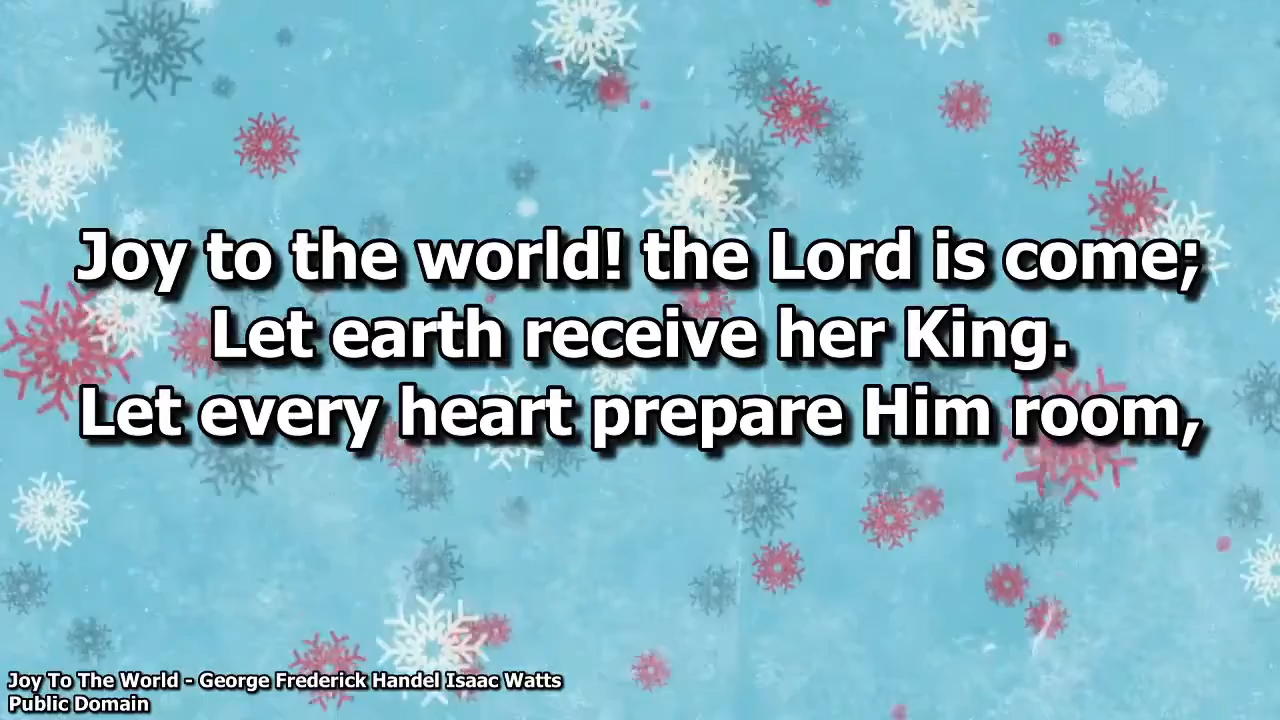 Joy to the world! the Lord is come;
Let earth receive her King.
Let every heart prepare Him room,
Joy To The World - George Frederick Handel Isaac Watts
Public Domain